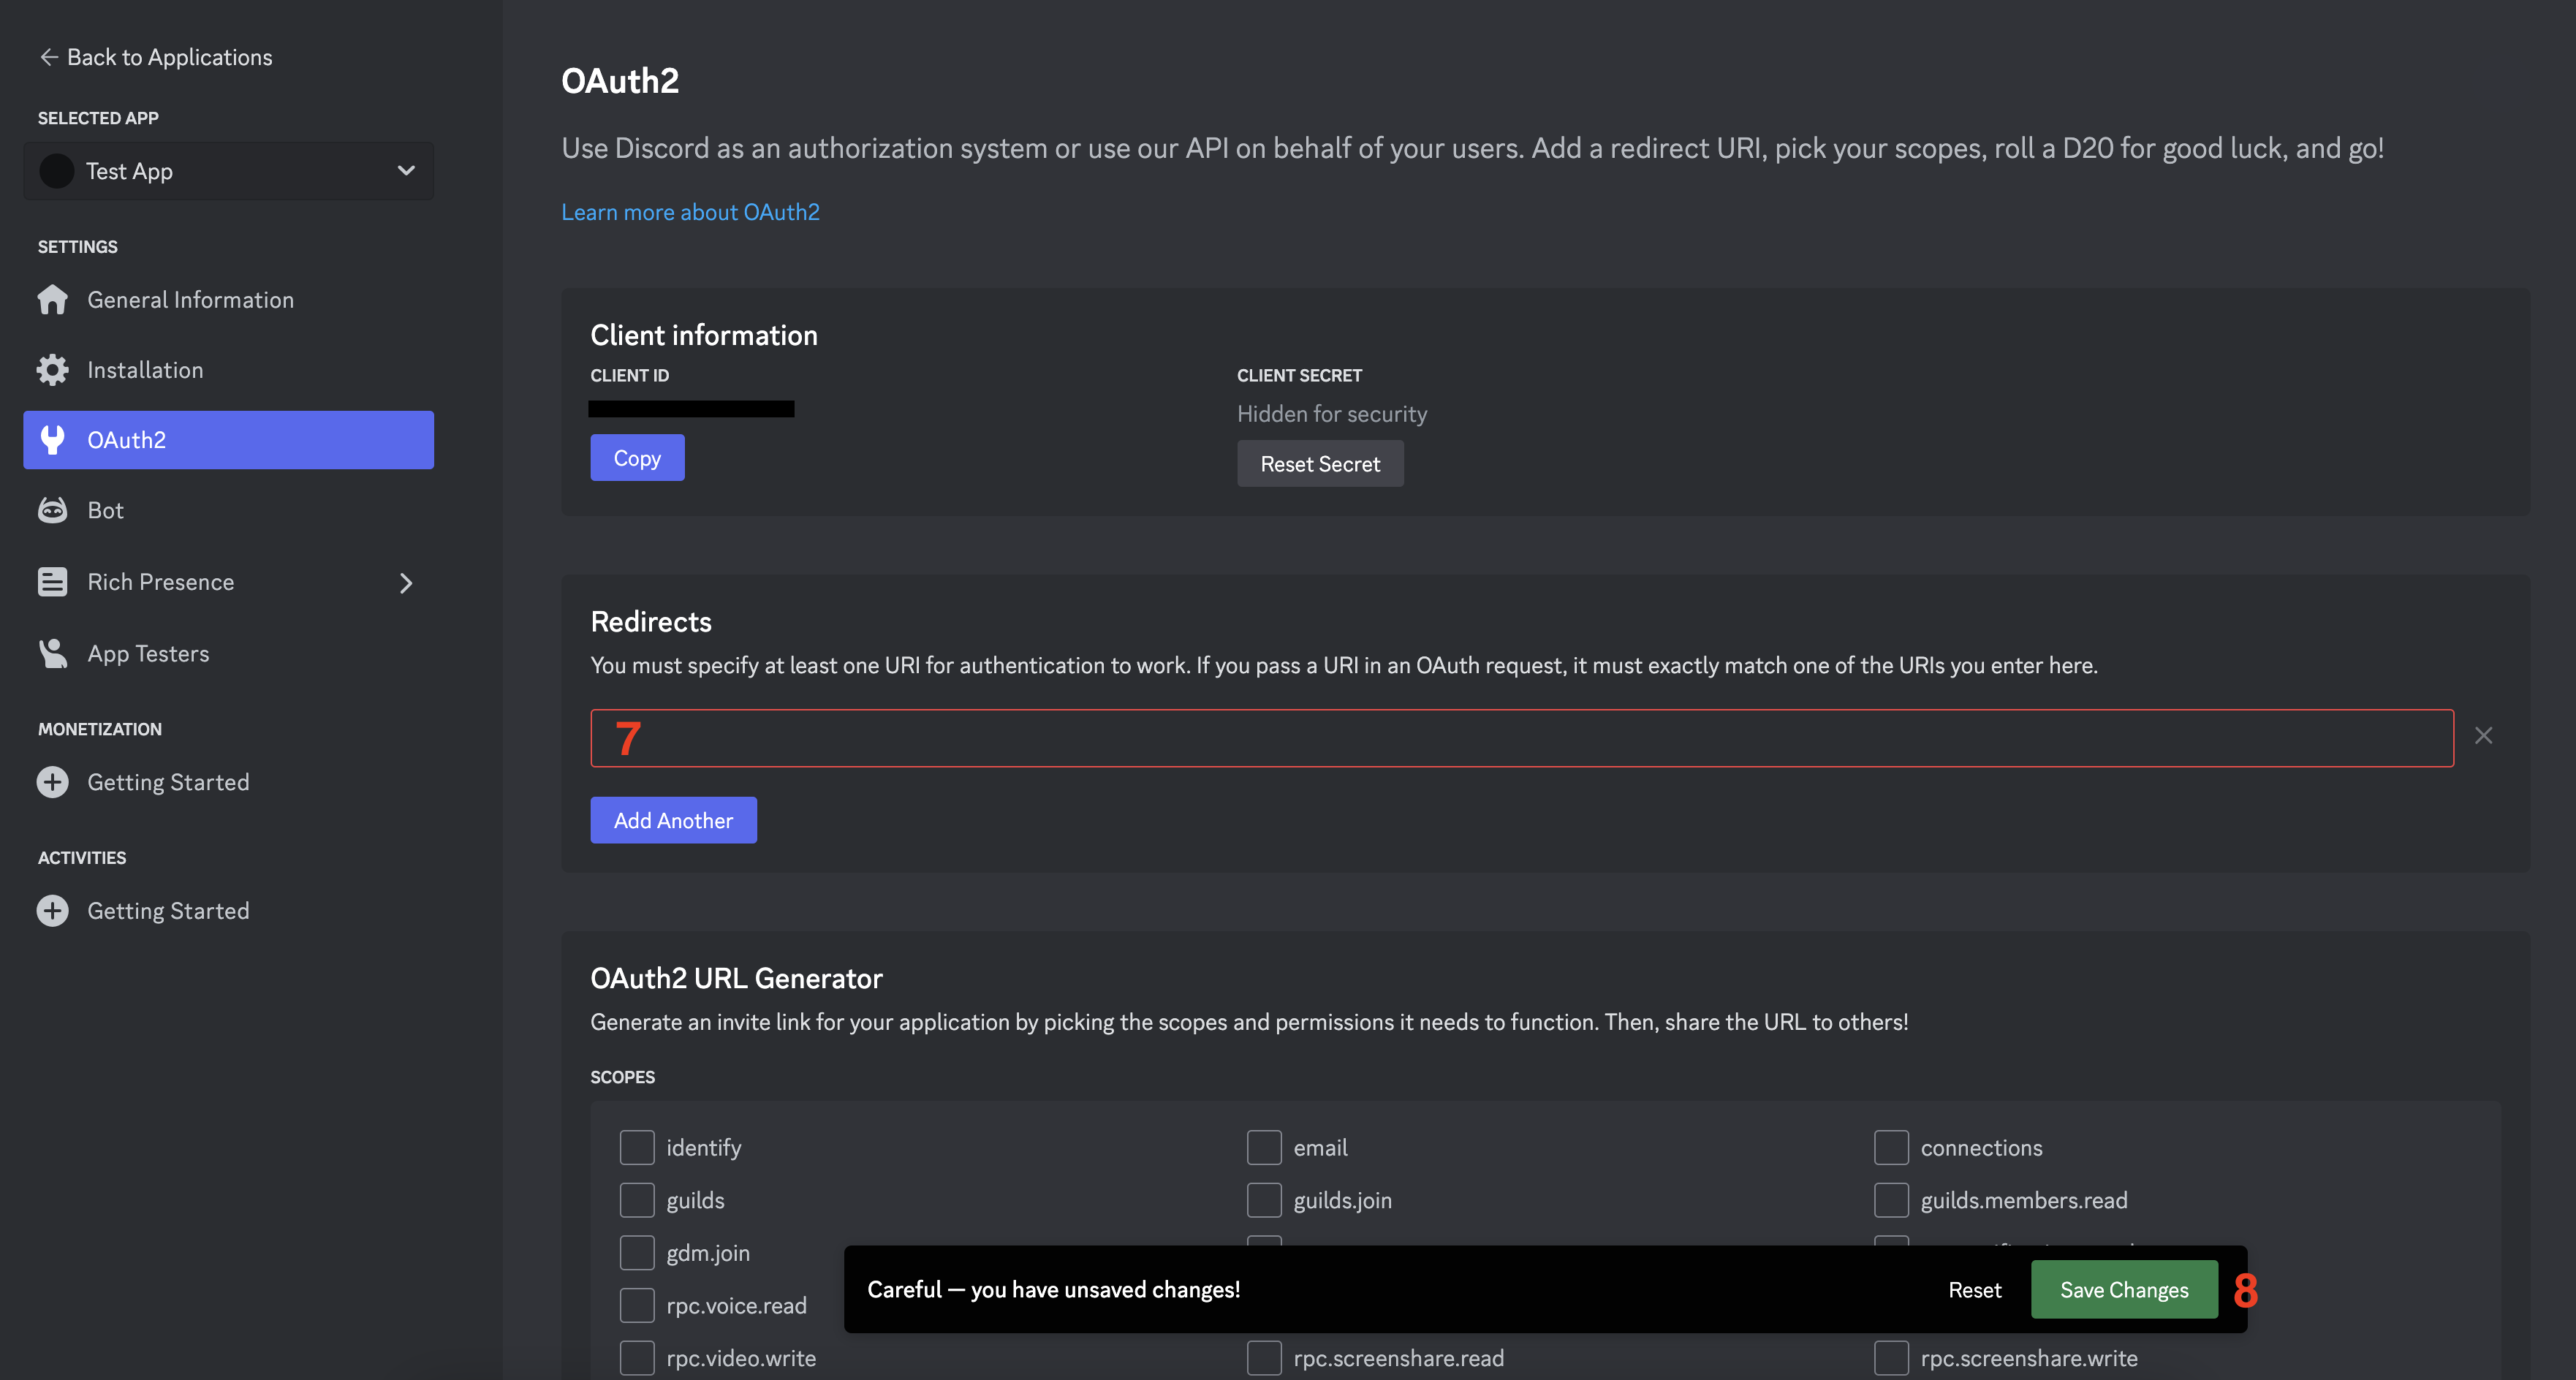 Back to Applications
SELECTED APP
Test App
SETTINGS
General Information
Installation
OAuth2
Bot
Rich Presence
App Testers
MONETIZATION
Getting Started
ACTIVITIES
Getting Started
OAuth2
Use Discord as an authorization system or use our API on behalf of your users. Add a redirect URI, pick your scopes, roll a D20 for good luck, and go!
Learn more about OAuth2
Client information
CLIENT ID
Copy
CLIENT SECRET
Hidden for security
Reset Secret
Redirects
You must specify at least one URI for authentication to work. If you pass a URI in an OAuth request, it must exactly match one of the URIs you enter here.
7
Add Another
OAuth2 URL Generator
Generate an invite link for your application by picking the scopes and permissions it needs to function. Then, share the URL to others!
SCOPES
identify
email
connections
guilds
guilds.join
guilds.members.read
gdm.join
rpc.voice.read
Careful — you have unsaved changes!
Reset
Save Changes
8
rpc.video.write
rpc.screenshare.read
rpc.screenshare.write